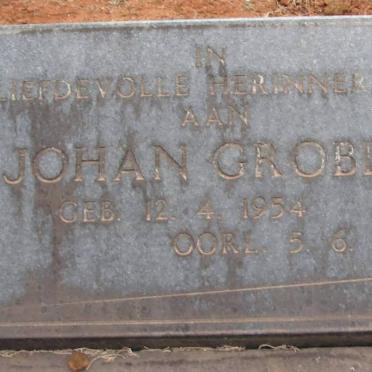 IN
LIEFDEVOLLE HERINNER
AAN
JOHAN GROBL
GEB. 12. 4. 1954
OORL. 5. 6.